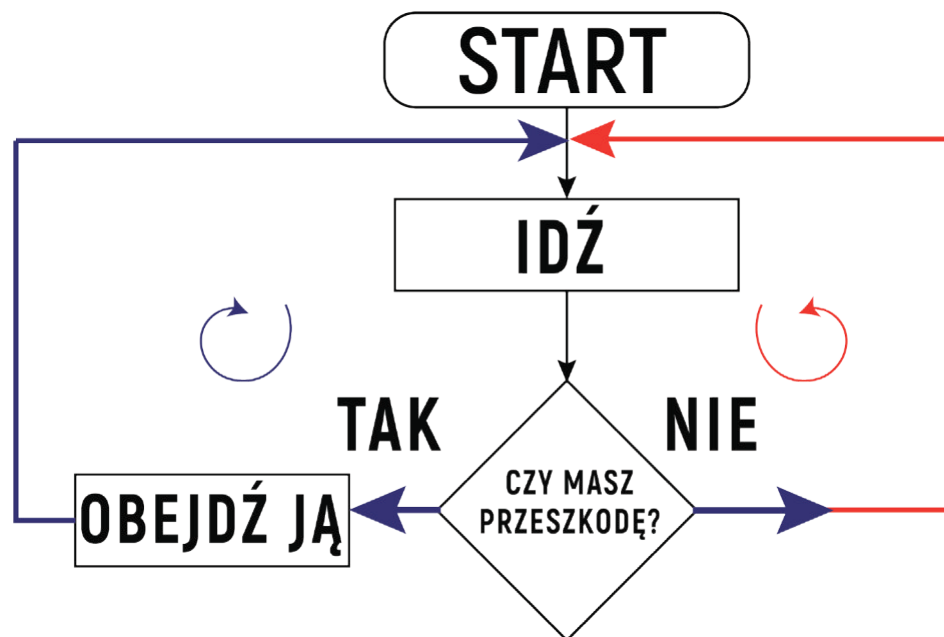 START
IDŹ
TAK
NIE
CZY MASZ
PRZESZKODĘ?
OBEJDŹ JĄ